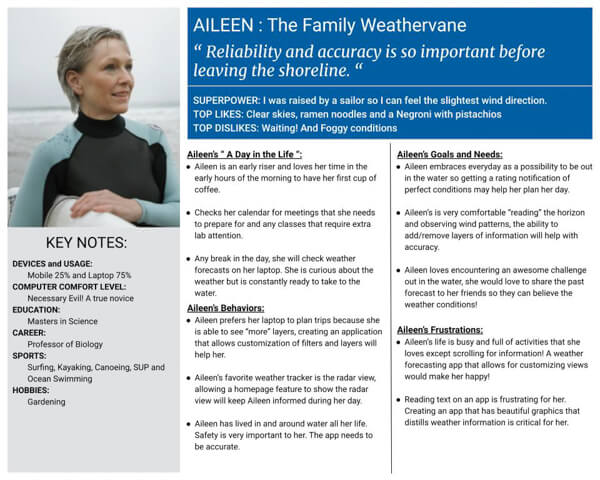 AILEEN : The Family Weathervane
“ Reliability and accuracy is so important before
leaving the shoreline. “
SUPERPOWER: I was raised by a sailor so I can feel the slightest wind direction.
TOP LIKES: Clear skies, ramen noodles and a Negroni with pistachios
TOP DISLIKES: Waiting! And Foggy conditions
KEY NOTES:
DEVICES and USAGE:
Mobile 25% and Laptop 75%
COMPUTER COMFORT LEVEL:
Necessary Evil! A true novice
EDUCATION:
Masters in Science
CAREER:
Professor of Biology
SPORTS:
Surfing, Kayaking, Canoeing, SUP and
Ocean Swimming
HOBBIES:
Gardening
Aileen’s “ A Day in the Life “:
● Aileen is an early riser and loves her time in the
early hours of the morning to have her first cup of
coffee.
● Checks her calendar for meetings that she needs
to prepare for and any classes that require extra
lab attention.
● Any break in the day, she will check weather
forecasts on her laptop. She is curious about the
weather but is constantly ready to take to the
water.
Aileen’s Behaviors:
● Aileen prefers her laptop to plan trips because she
is able to see “more” layers, creating an application
that allows customization of filters and layers will
help her.
● Aileen’s favorite weather tracker is the radar view,
allowing a homepage feature to show the radar
view will keep Aileen informed during her day.
● Aileen has lived in and around water all her life.
Safety is very important to her. The app needs to
be accurate.
Aileen’s Goals and Needs:
● Aileen embraces everyday as a possibility to be out
in the water so getting a rating notification of
perfect conditions may help her plan her day.
● Aileen’s is very comfortable “reading” the horizon
and observing wind patterns, the ability to
add/remove layers of information will help with
accuracy.
● Aileen loves encountering an awesome challenge
out in the water, she would love to share the past
forecast to her friends so they can believe the
weather conditions!
Aileen’s Frustrations:
● Aileen’s life is busy and full of activities that she
loves except scrolling for information! A weather
forecasting app that allows for customizing views
would make her happy!
● Reading text on an app is frustrating for her.
Creating an app that has beautiful graphics that
distills weather information is critical for her.